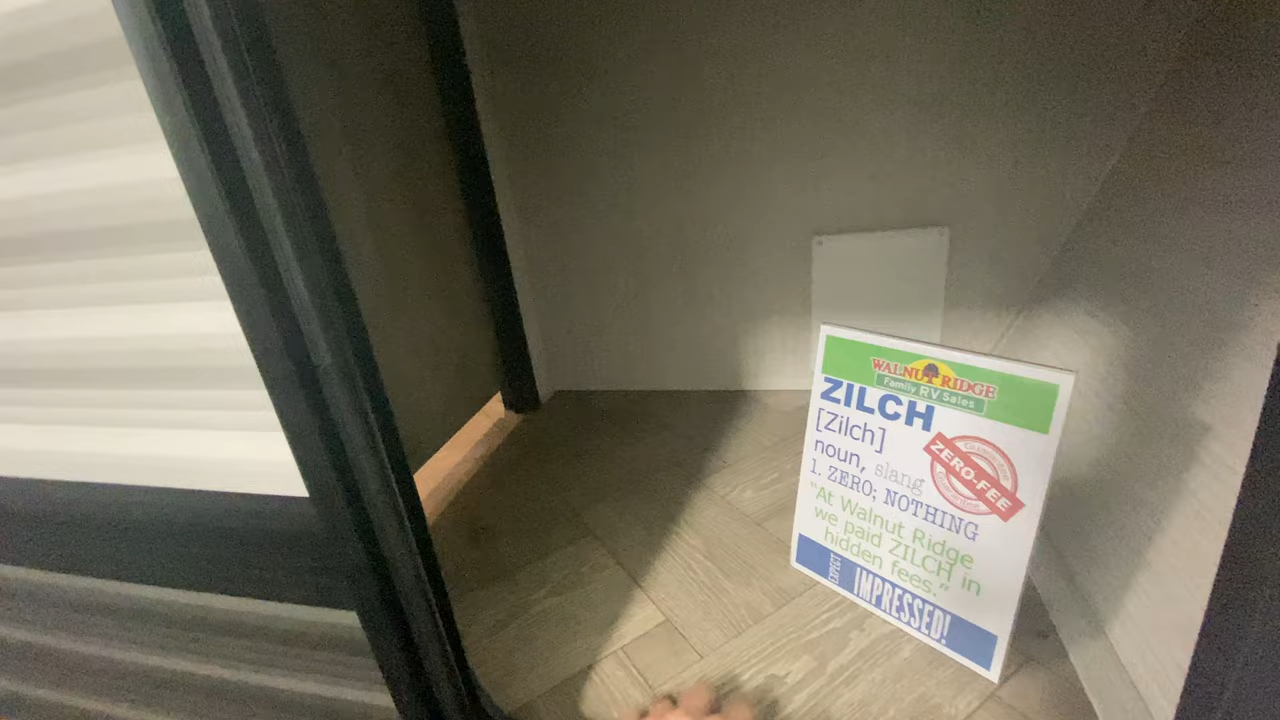 WALNUT RIDGE
Family RV Sales
ZILCH
[Zilch]
noun, slang
1. ZERO; NOTHING
ZERO-FEE
"At Walnut Ridge
we paid ZILCH in
hidden fees."
EXPECT
IMPRESSED!